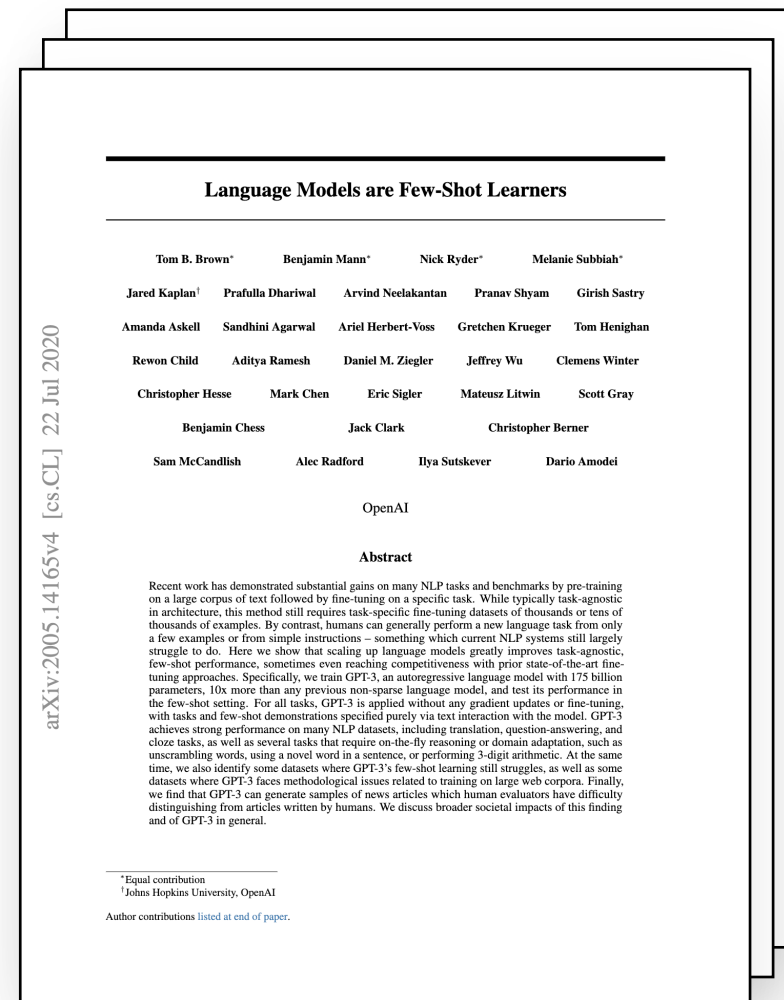 Language Models are Few-Shot Learners
Tom B. Brown* Benjamin Mann* Nick Ryder* Melanie Subbiah*
Jared Kaplan† Prafulla Dhariwal Arvind Neelakantan Pranav Shyam Girish Sastry
Amanda Askell Sandhini Agarwal Ariel Herbert-Voss Gretchen Krueger Tom Henighan
Rewon Child Aditya Ramesh Daniel M. Ziegler Jeffrey Wu Clemens Winter
Christopher Hesse Mark Chen Eric Sigler Mateusz Litwin Scott Gray
Benjamin Chess Jack Clark Christopher Berner
Sam McCandlish Alec Radford Ilya Sutskever Dario Amodei
OpenAI
Abstract
Recent work has demonstrated substantial gains on many NLP tasks and benchmarks by pre-training
on a large corpus of text followed by fine-tuning on a specific task. While typically task-agnostic
in architecture, this method still requires task-specific fine-tuning datasets of thousands or tens of
thousands of examples. By contrast, humans can generally perform a new language task from only
a few examples or from simple instructions – something which current NLP systems still largely
struggle to do. Here we show that scaling up language models greatly improves task-agnostic,
few-shot performance, sometimes even reaching competitiveness with prior state-of-the-art fine-
tuning approaches. Specifically, we train GPT-3, an autoregressive language model with 175 billion
parameters, 10x more than any previous non-sparse language model, and test its performance in
the few-shot setting. For all tasks, GPT-3 is applied without any gradient updates or fine-tuning,
with tasks and few-shot demonstrations specified purely via text interaction with the model. GPT-3
achieves strong performance on many NLP datasets, including translation, question-answering, and
cloze tasks, as well as several tasks that require on-the-fly reasoning or domain adaptation, such as
unscrambling words, using a novel word in a sentence, or performing 3-digit arithmetic. At the same
time, we also identify some datasets where GPT-3's few-shot learning still struggles, as well as some
datasets where GPT-3 faces methodological issues related to training on large web corpora. Finally,
we find that GPT-3 can generate samples of news articles which human evaluators have difficulty
distinguishing from articles written by humans. We discuss broader societal impacts of this finding
and of GPT-3 in general.
*Equal contribution
†Johns Hopkins University, OpenAI
Author contributions listed at end of paper.
arXiv:2005.14165v4 [cs.CL] 22 Jul 2020